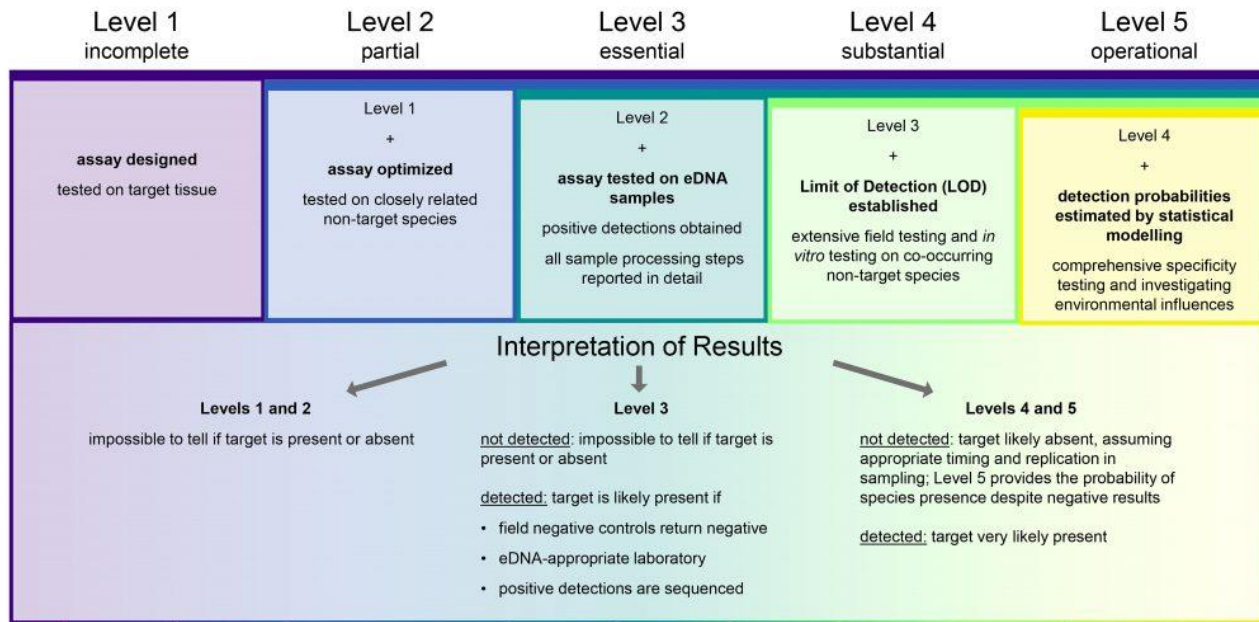 Level 1
incomplete
Level 2
partial
Level 3
essential
Level 4
substantial
Level 5
operational
assay designed
tested on target tissue
Level 1
+
assay optimized
tested on closely related
non-target species
Level 2
+
assay tested on eDNA
samples
positive detections obtained
all sample processing steps
reported in detail
Level 3
+
Limit of Detection (LOD)
established
extensive field testing and in
vitro testing on co-occurring
non-target species
Level 4
+
detection probabilities
estimated by statistical
modelling
comprehensive specificity
testing and investigating
environmental influences
Interpretation of Results
Levels 1 and 2
impossible to tell if target is present or absent
Level 3
not detected: impossible to tell if target is
present or absent
detected: target is likely present if
• field negative controls return negative
• eDNA-appropriate laboratory
• positive detections are sequenced
Levels 4 and 5
not detected: target likely absent, assuming
appropriate timing and replication in
sampling; Level 5 provides the probability of
species presence despite negative results
detected: target very likely present